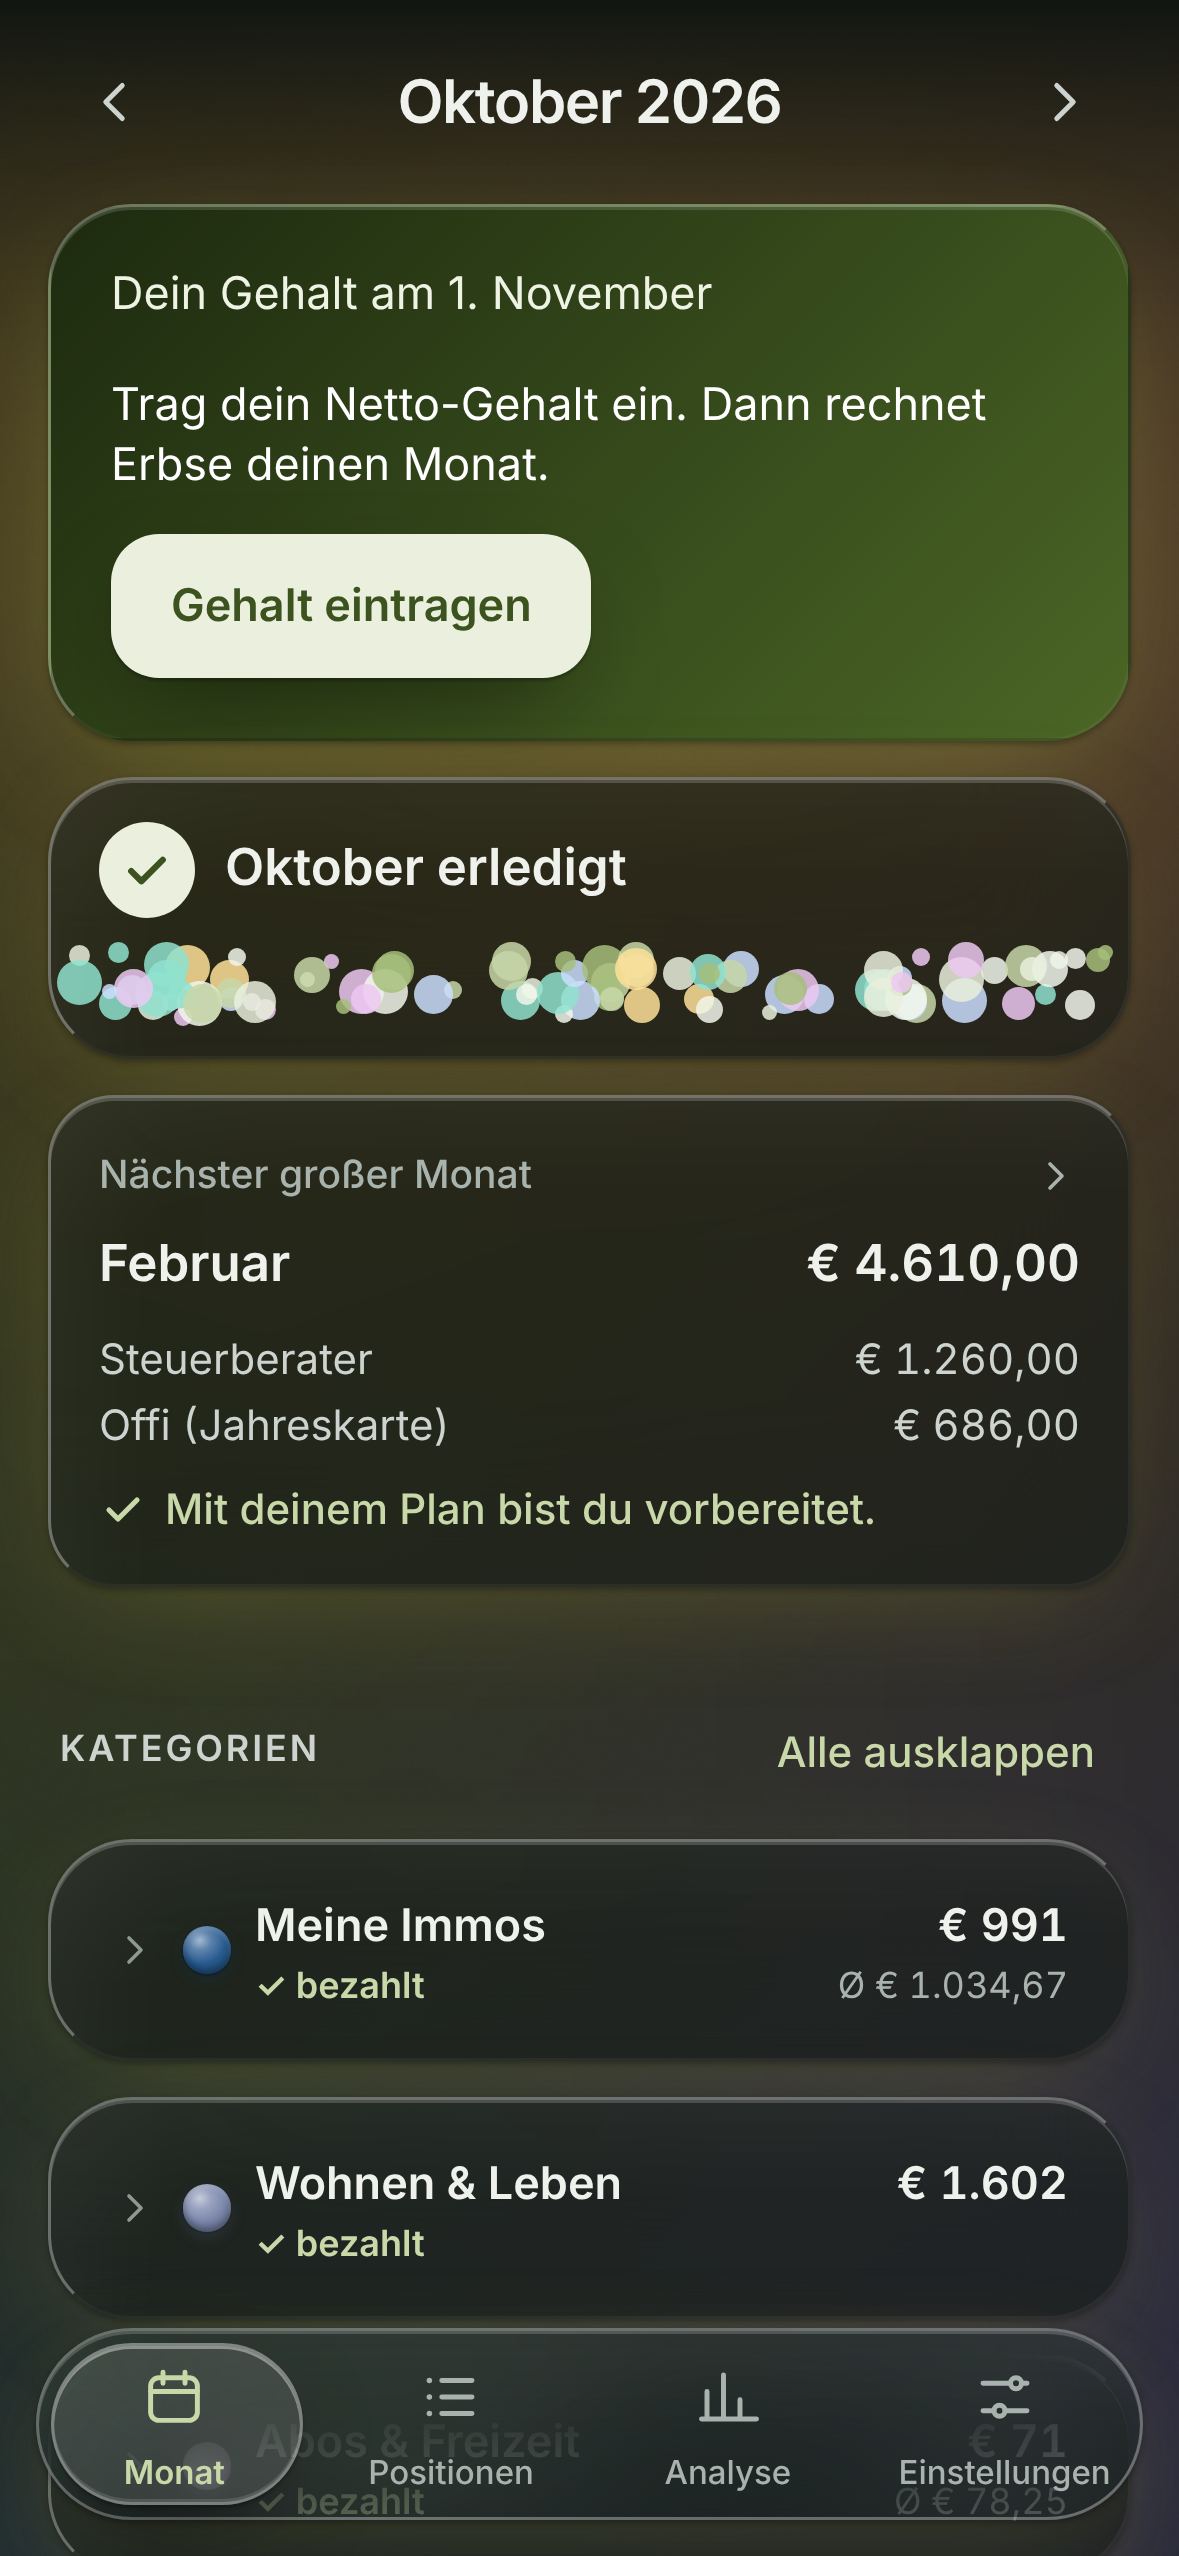 Oktober 2026
Dein Gehalt am 1. November
Trag dein Netto-Gehalt ein. Dann rechnet
Erbse deinen Monat.
Gehalt eintragen
Oktober erledigt
Nächster großer Monat
Februar € 4.610,00
Steuerberater € 1.260,00
Offi (Jahreskarte) € 686,00
Mit deinem Plan bist du vorbereitet.
KATEGORIEN Alle ausklappen
Meine Immos € 991
✓ bezahlt Ø € 1.034,67
Wohnen & Leben € 1.602
✓ bezahlt
Abos & Freizeit € 71
Monat Positionen Analyse Einstellungen
✓ bezahlt Ø € 78,25